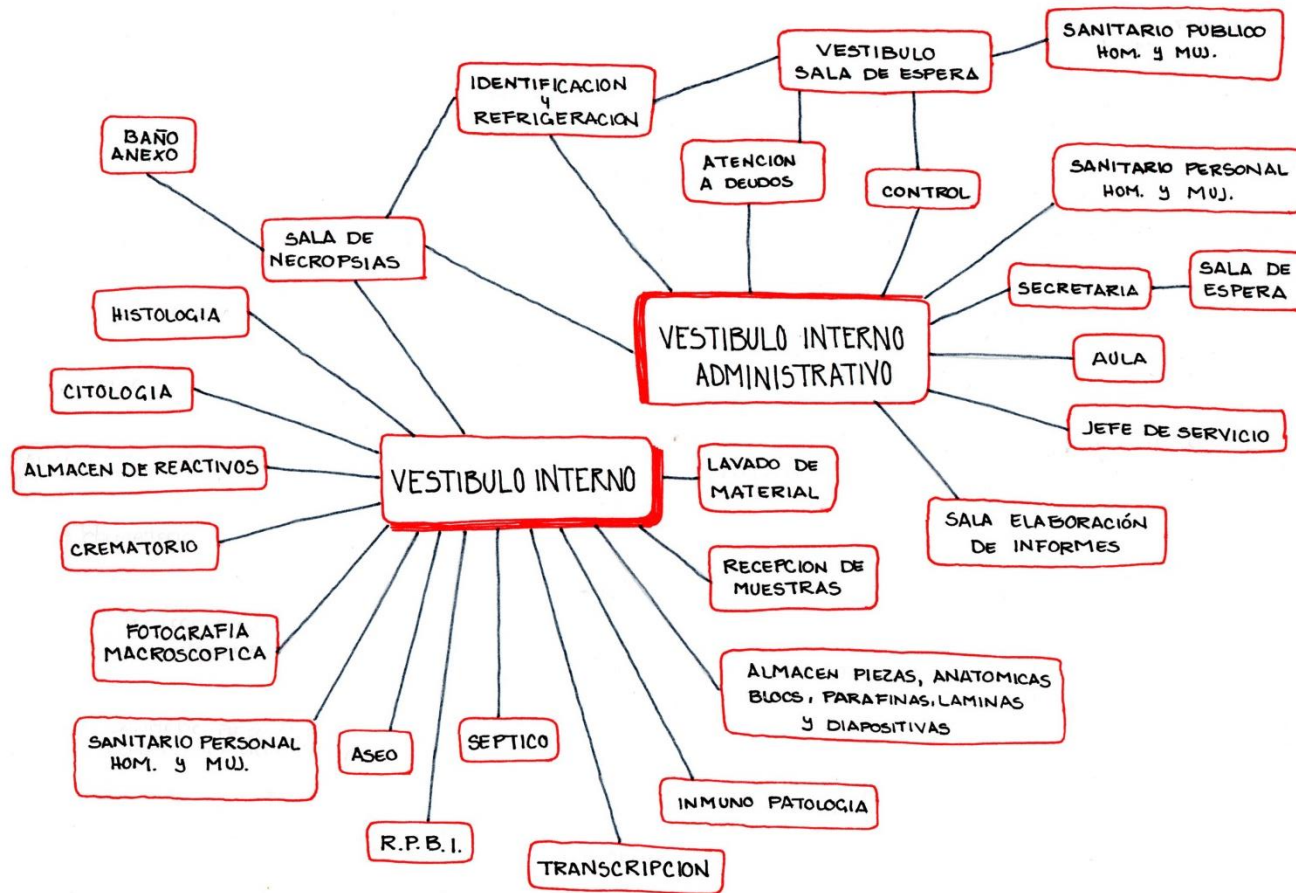 SANITARIO PUBLICO
HOM. Y MUJ.
VESTIBULO
SALA DE ESPERA
IDENTIFICACION
y
REFRIGERACION
BAÑO
ANEXO
ATENCION
A DEUDOS
CONTROL
SANITARIO PERSONAL
HOM. Y MUJ.
SALA DE
NECROPSIAS
SECRETARIA
SALA DE
ESPERA
HISTOLOGIA
VESTIBULO INTERNO
ADMINISTRATIVO
AULA
CITOLOGIA
JEFE DE SERVICIO
ALMACEN DE REACTIVOS
VESTIBULO INTERNO
LAVADO DE
MATERIAL
SALA ELABORACIÓN
DE INFORMES
CREMATORIO
RECEPCION DE
MUESTRAS
FOTOGRAFIA
MACROSCOPICA
ALMACEN PIEZAS, ANATOMICAS
BLOCS, PARAFINAS, LAMINAS
y DIAPOSITIVAS
SANITARIO PERSONAL
HOM. y MUJ.
ASEO
SEPTICO
INMUNO PATOLOGIA
R.P.B.I.
TRANSCRIPCION